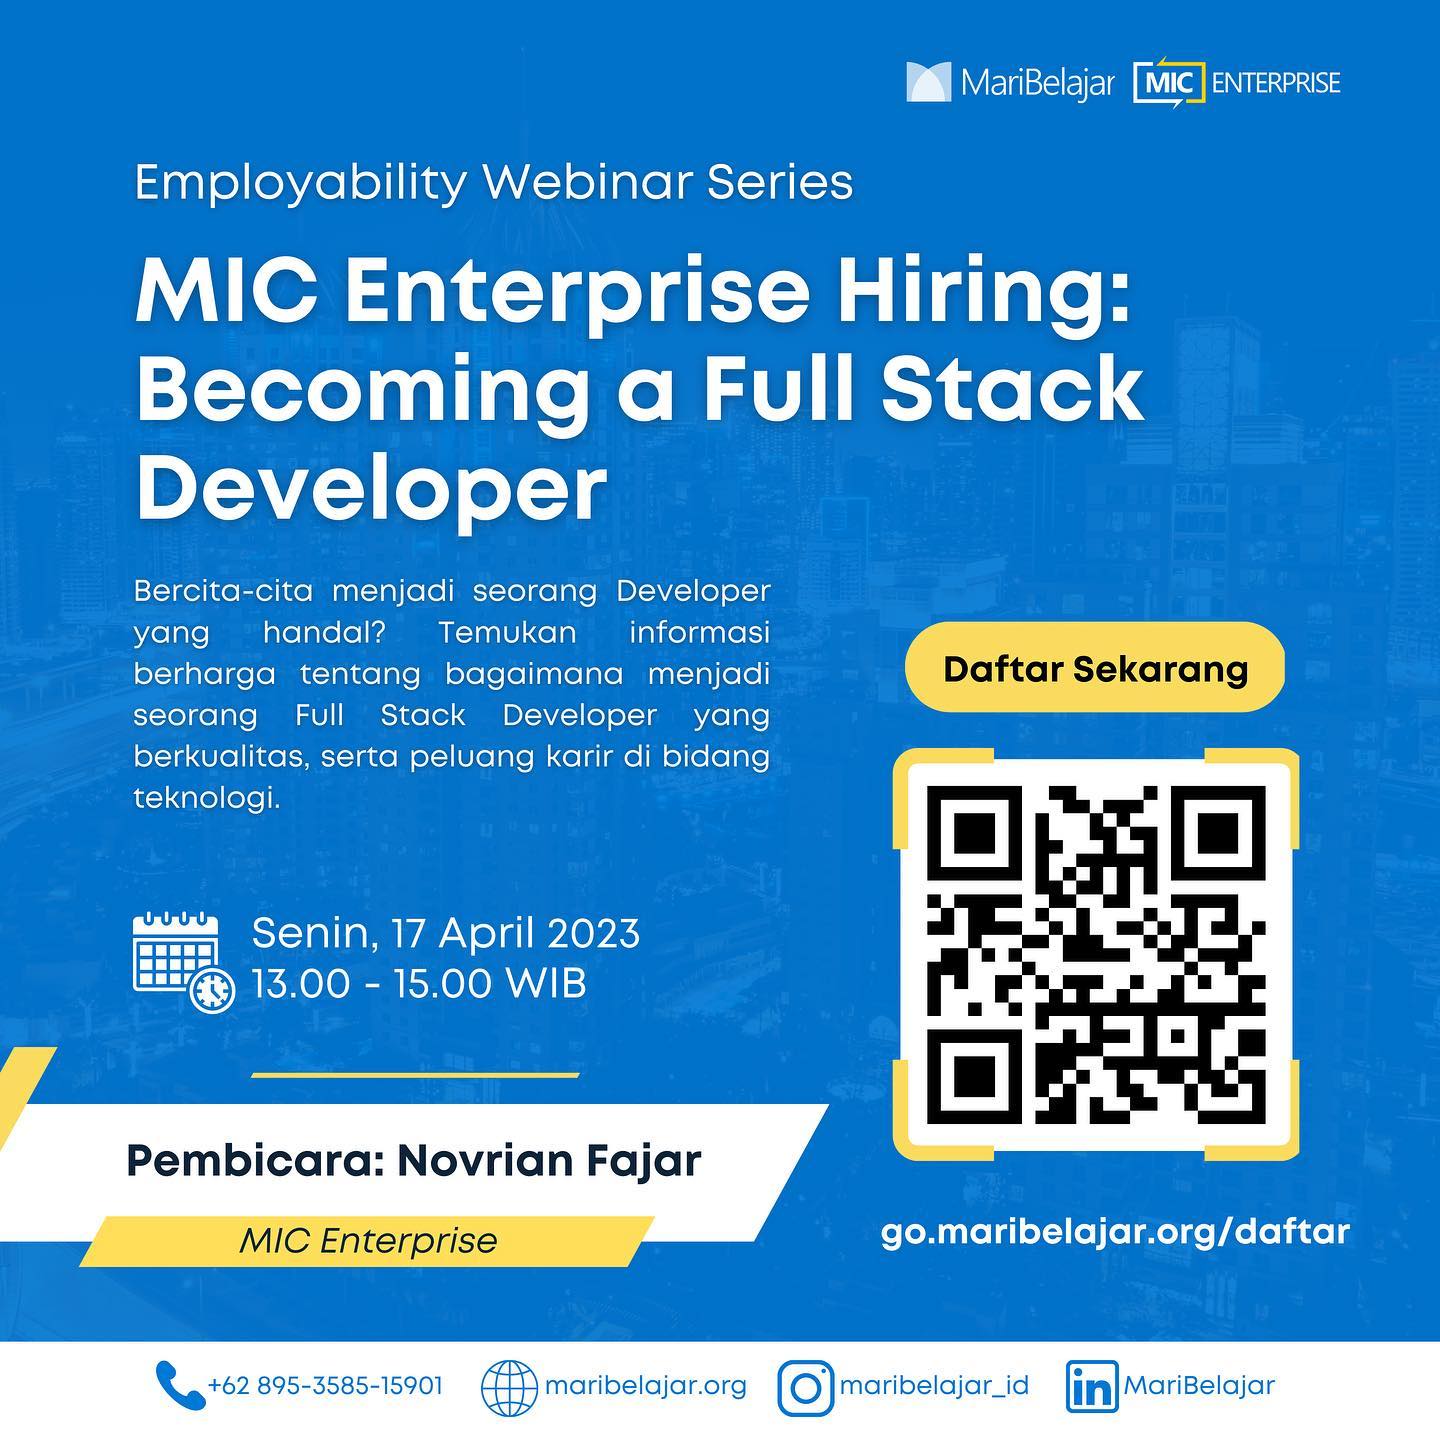 MariBelajar MIC ENTERPRISE
Employability Webinar Series
MIC Enterprise Hiring:
Becoming a Full Stack
Developer
Bercita-cita menjadi seorang Developer
yang handal? Temukan informasi
berharga tentang bagaimana menjadi
seorang Full Stack Developer yang
berkualitas, serta peluang karir di bidang
teknologi.
Daftar Sekarang
Senin, 17 April 2023
13.00 - 15.00 WIB
Pembicara: Novrian Fajar
MIC Enterprise
go.maribelajar.org/daftar
+62 895-3585-15901 maribelajar.org maribelajar_id in MariBelajar